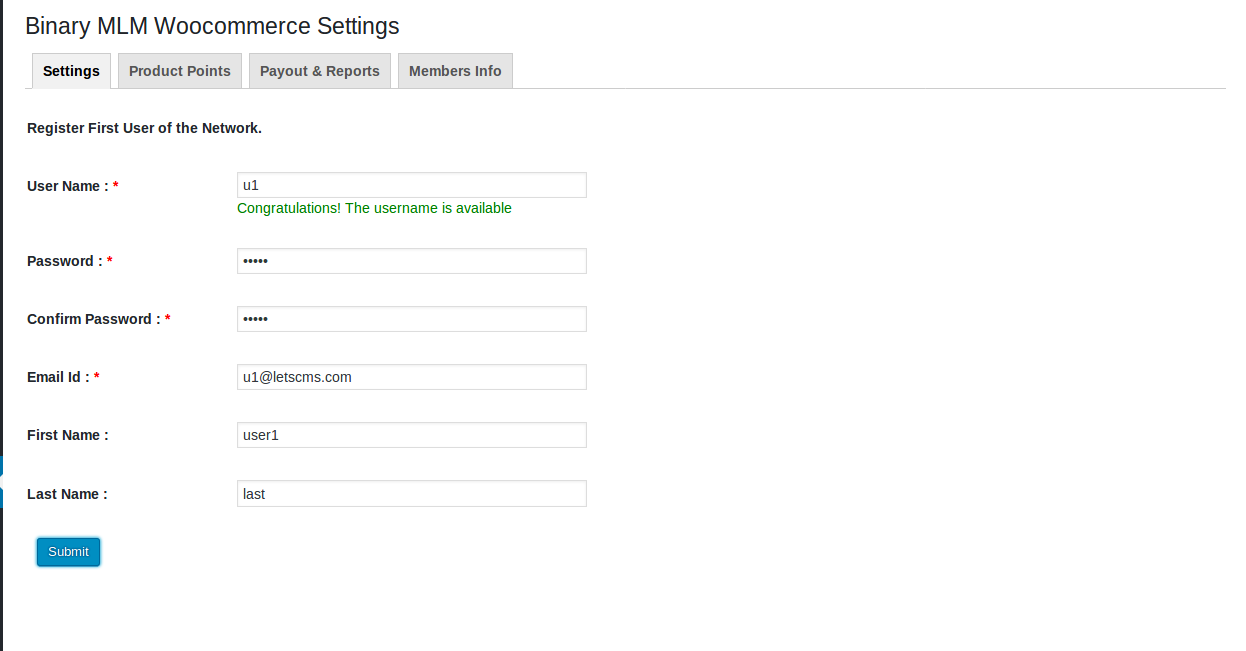 Binary MLM Woocommerce Settings
Settings Product Points Payout & Reports Members Info
Register First User of the Network.
User Name : * u1
Congratulations! The username is available
Password : * •••••
Confirm Password : * •••••
Email Id : * u1@letscms.com
First Name : user1
Last Name : last
Submit